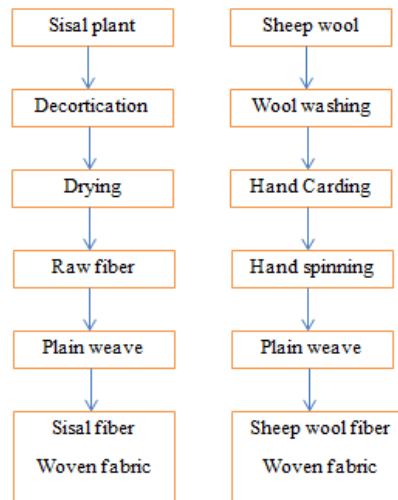 Sisal plant
Decortication
Drying
Raw fiber
Plain weave
Sisal fiber
Woven fabric
Sheep wool
Wool washing
Hand Carding
Hand spinning
Plain weave
Sheep wool fiber
Woven fabric